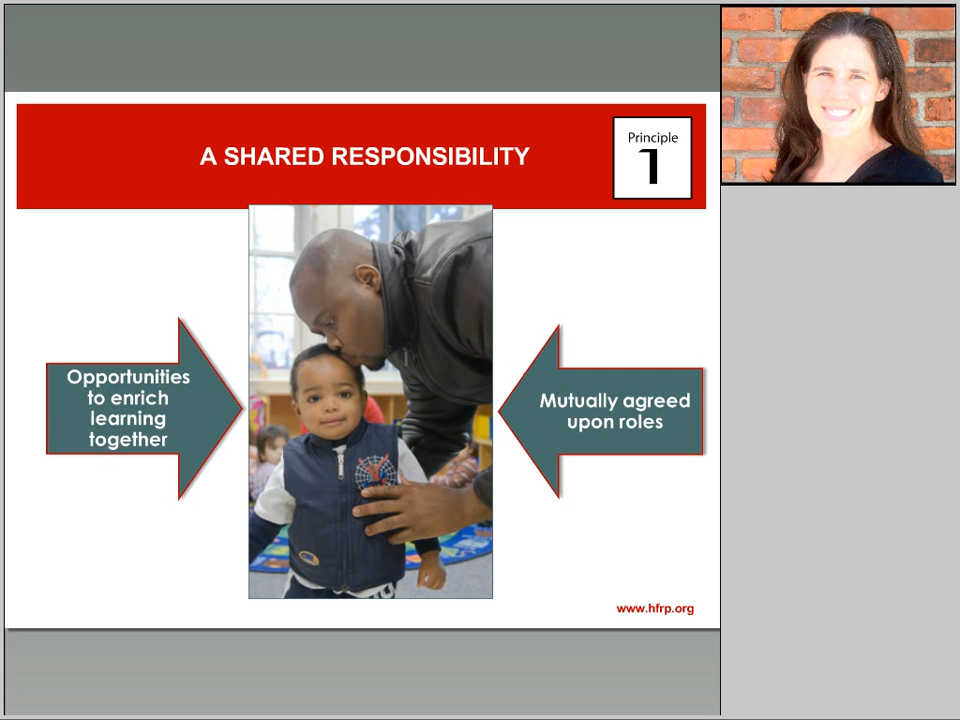 A SHARED RESPONSIBILITY
Principle
1
Opportunities
to enrich
learning
together
Mutually agreed
upon roles
www.hfrp.org